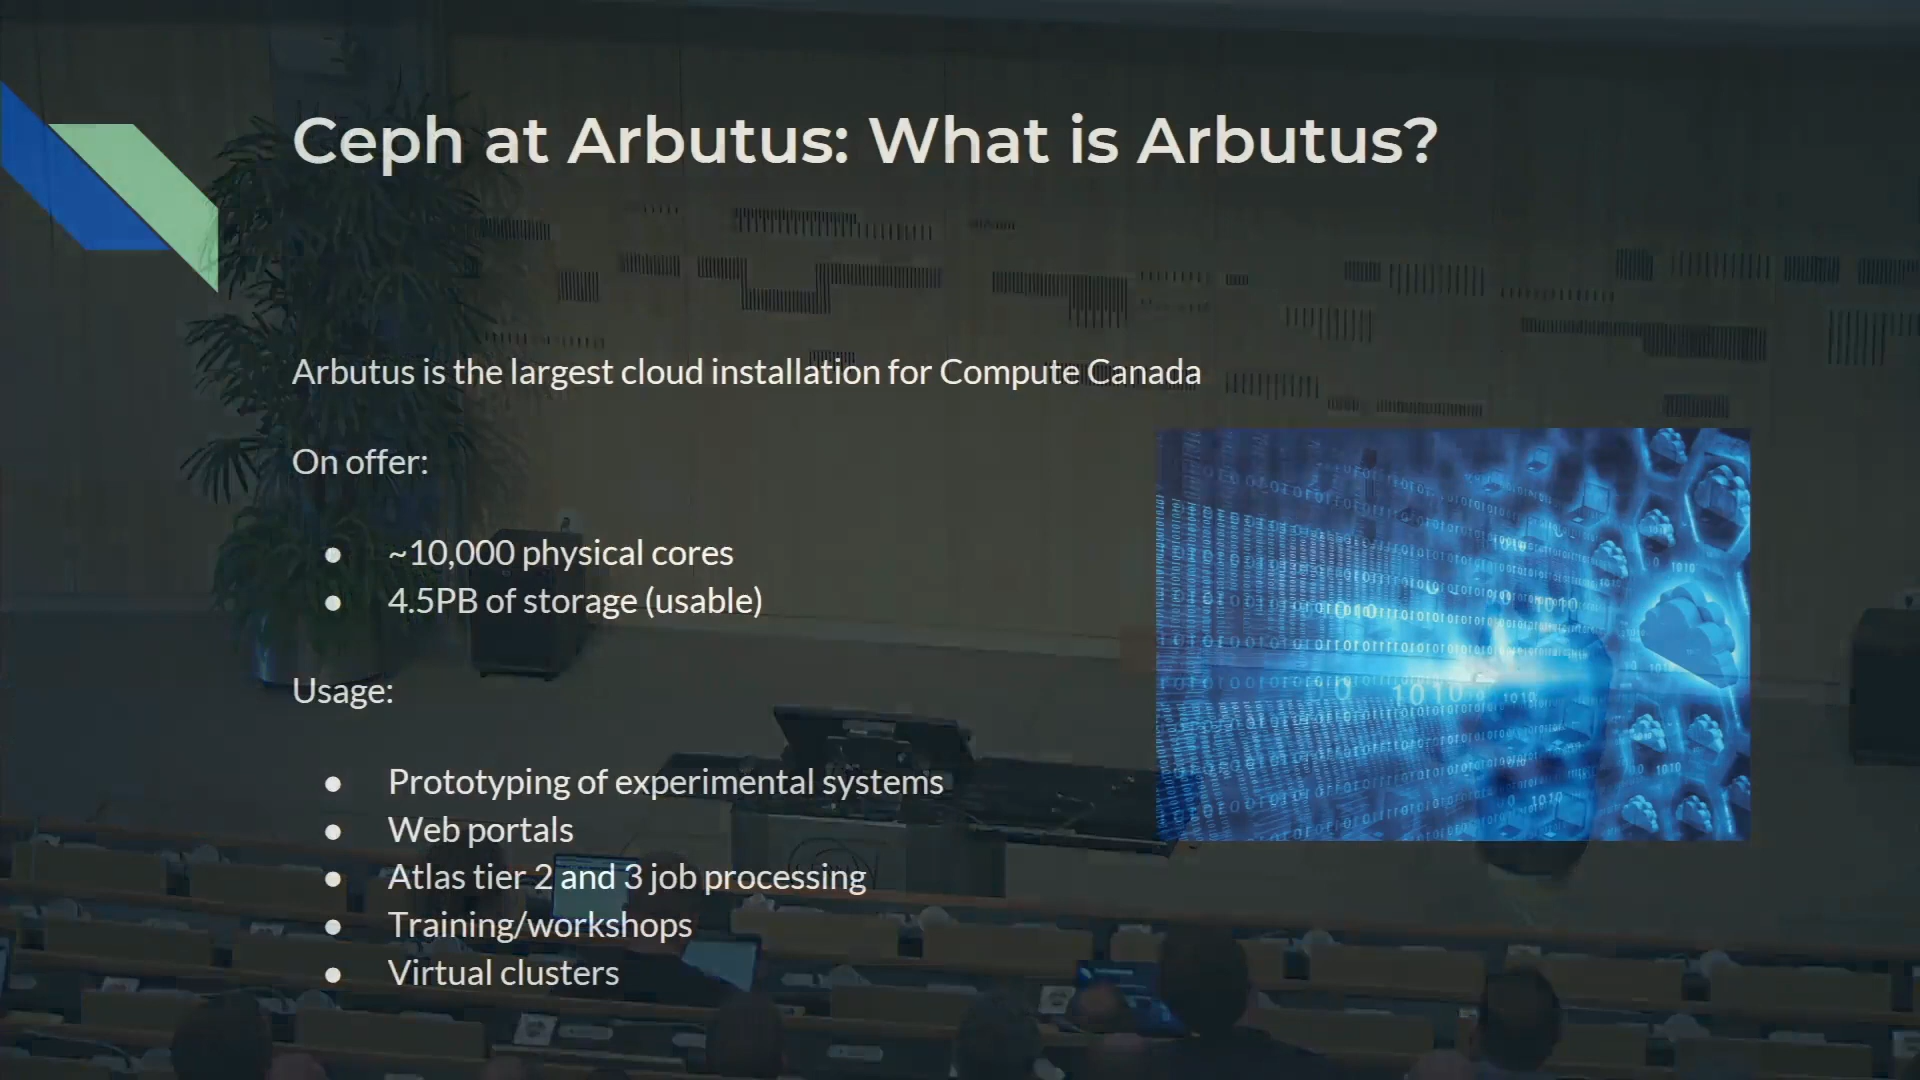 Ceph at Arbutus: What is Arbutus?
Arbutus is the largest cloud installation for Compute Canada
On offer:
● ~10,000 physical cores
● 4.5PB of storage (usable)
Usage:
● Prototyping of experimental systems
● Web portals
● Atlas tier 2 and 3 job processing
● Training/workshops
● Virtual clusters